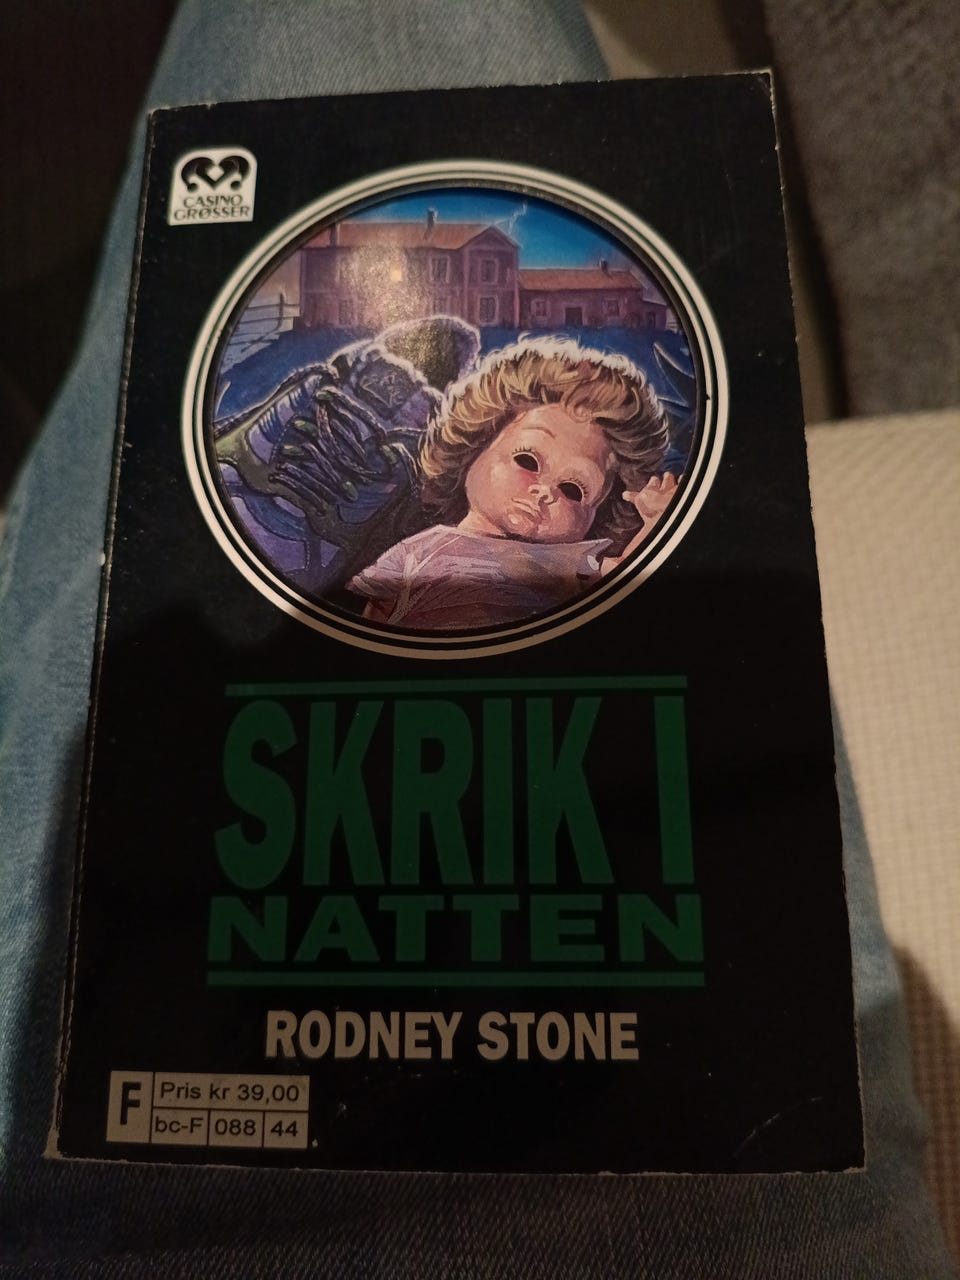 CASINO
GRØSSER
SKRIK I
NATTEN
RODNEY STONE
F
Pris kr 39,00
bc-F 088 44